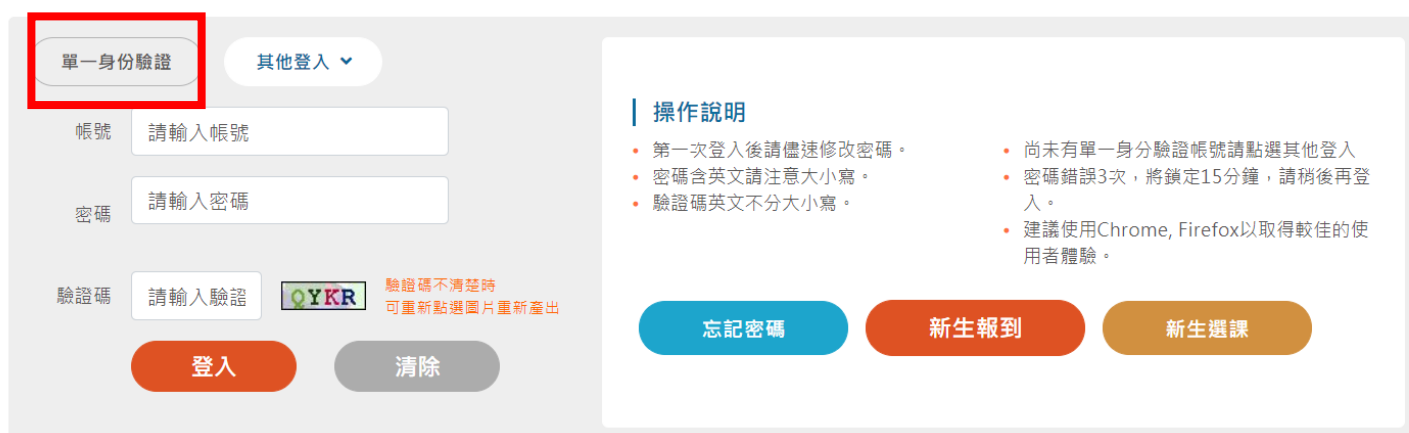 單一身份驗證
其他登入
帳號
請輸入帳號
密碼
請輸入密碼
驗證碼
請輸入驗證
QYKR
驗證碼不清楚時
可重新點選圖片重新產出
登入
清除
操作說明
第一次登入後請儘速修改密碼。
密碼含英文請注意大小寫。
驗證碼英文不分大小寫。
尚未有單一身分驗證帳號請點選其他登入
密碼錯誤3次，將鎖定15分鐘，請稍後再登
入。
建議使用Chrome, Firefox以取得較佳的使
用者體驗。
忘記密碼
新生報到
新生選課